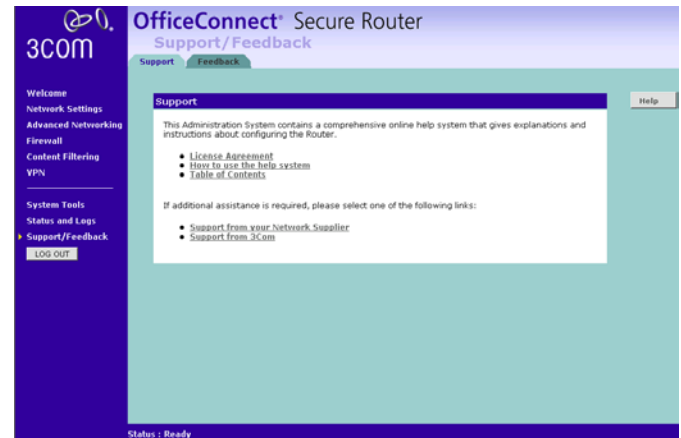 3COM
OfficeConnect® Secure Router
Support/Feedback
Support
Feedback
Welcome
Network Settings
Advanced Networking
Firewall
Content Filtering
VPN
System Tools
Status and Logs
Support/Feedback
LOG OUT
Support
This Administration System contains a comprehensive online help system that gives explanations and
instructions about configuring the Router.
License Agreement
How to use the help system
Table of Contents
If additional assistance is required, please select one of the following links:
Support from your Network Supplier
Support from 3Com
Help
Status : Ready